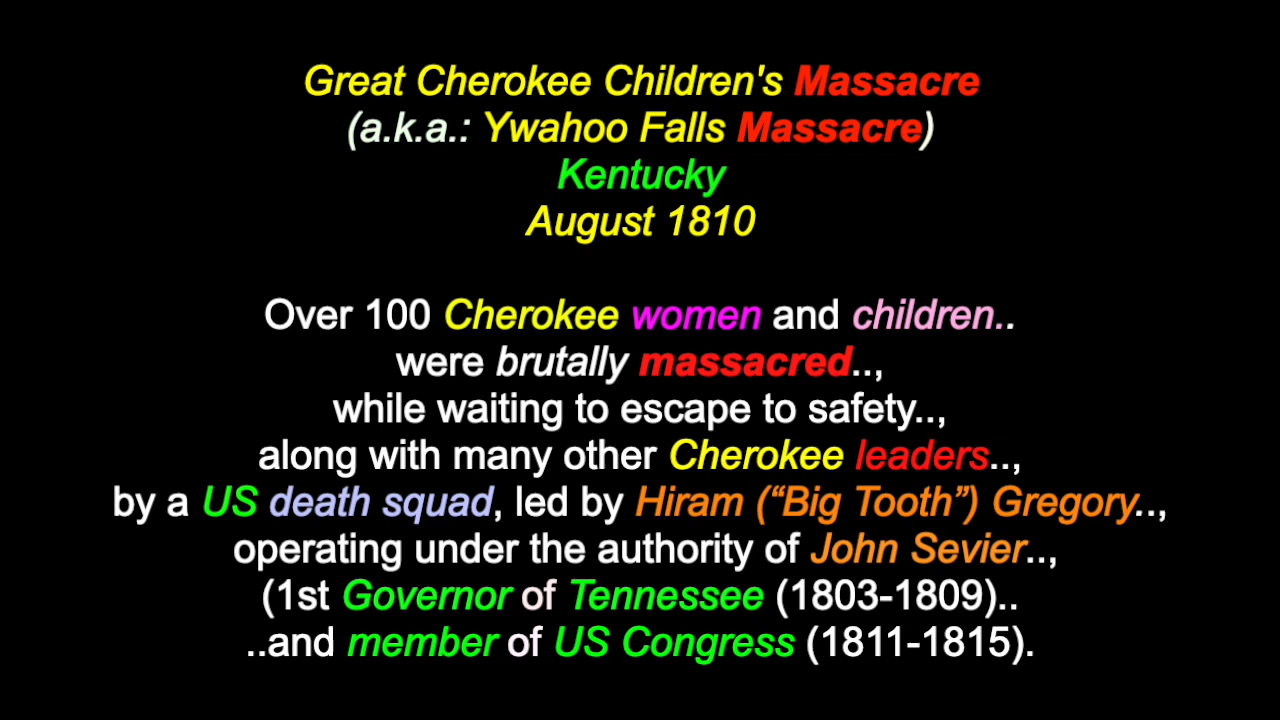 Great Cherokee Children's Massacre
(a.k.a.: Ywahoo Falls Massacre)
Kentucky
August 1810
Over 100 Cherokee women and children..
were brutally massacred..,
while waiting to escape to safety..,
along with many other Cherokee leaders..,
by a US death squad, led by Hiram (“Big Tooth”) Gregory..,
operating under the authority of John Sevier..,
(1st Governor of Tennessee (1803-1809)..
..and member of US Congress (1811-1815).